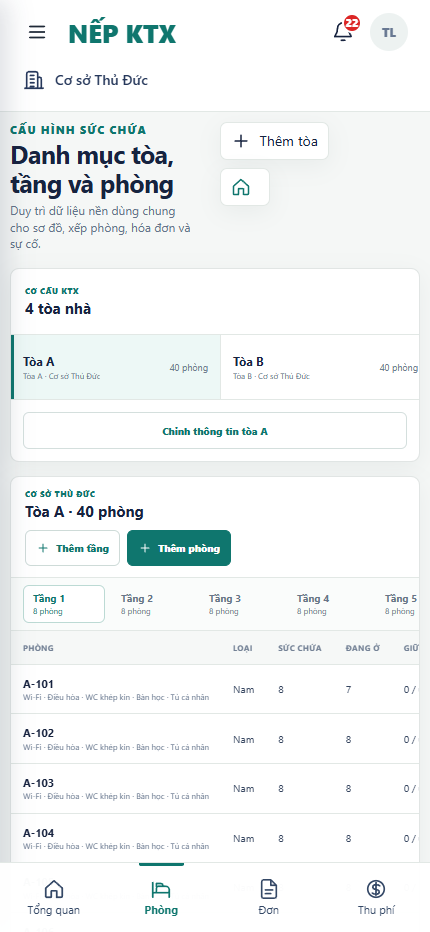 NẾP KTX
22
TL
Cơ sở Thủ Đức
CẤU HÌNH SỨC CHỨA
Danh mục tòa,
tầng và phòng
Duy trì dữ liệu nền dùng chung
cho sơ đồ, xếp phòng, hóa đơn và
sự cố.
Thêm tòa
CƠ CẤU KTX
4 tòa nhà
Tòa A
Tòa A · Cơ sở Thủ Đức
40 phòng
Tòa B
Tòa B · Cơ sở Thủ Đức
40 phòng
Chỉnh thông tin tòa A
CƠ SỞ THỦ ĐỨC
Tòa A · 40 phòng
Thêm tầng
Thêm phòng
Tầng 1
8 phòng
Tầng 2
8 phòng
Tầng 3
8 phòng
Tầng 4
8 phòng
Tầng 5
8 phòng
PHÒNG LOẠI SỨC CHỨA ĐANG Ở GIỮ
A-101
Wi-Fi · Điều hòa · WC khép kín · Bàn học · Tủ cá nhân
Nam 8 7 0 /
A-102
Wi-Fi · Điều hòa · WC khép kín · Bàn học · Tủ cá nhân
Nam 8 8 0 /
A-103
Wi-Fi · Điều hòa · WC khép kín · Bàn học · Tủ cá nhân
Nam 8 8 0 /
A-104
Wi-Fi · Điều hòa · WC khép kín · Bàn học · Tủ cá nhân
Nam 8 8 0 /
Tổng quan
Phòng
Đơn
Thu phí